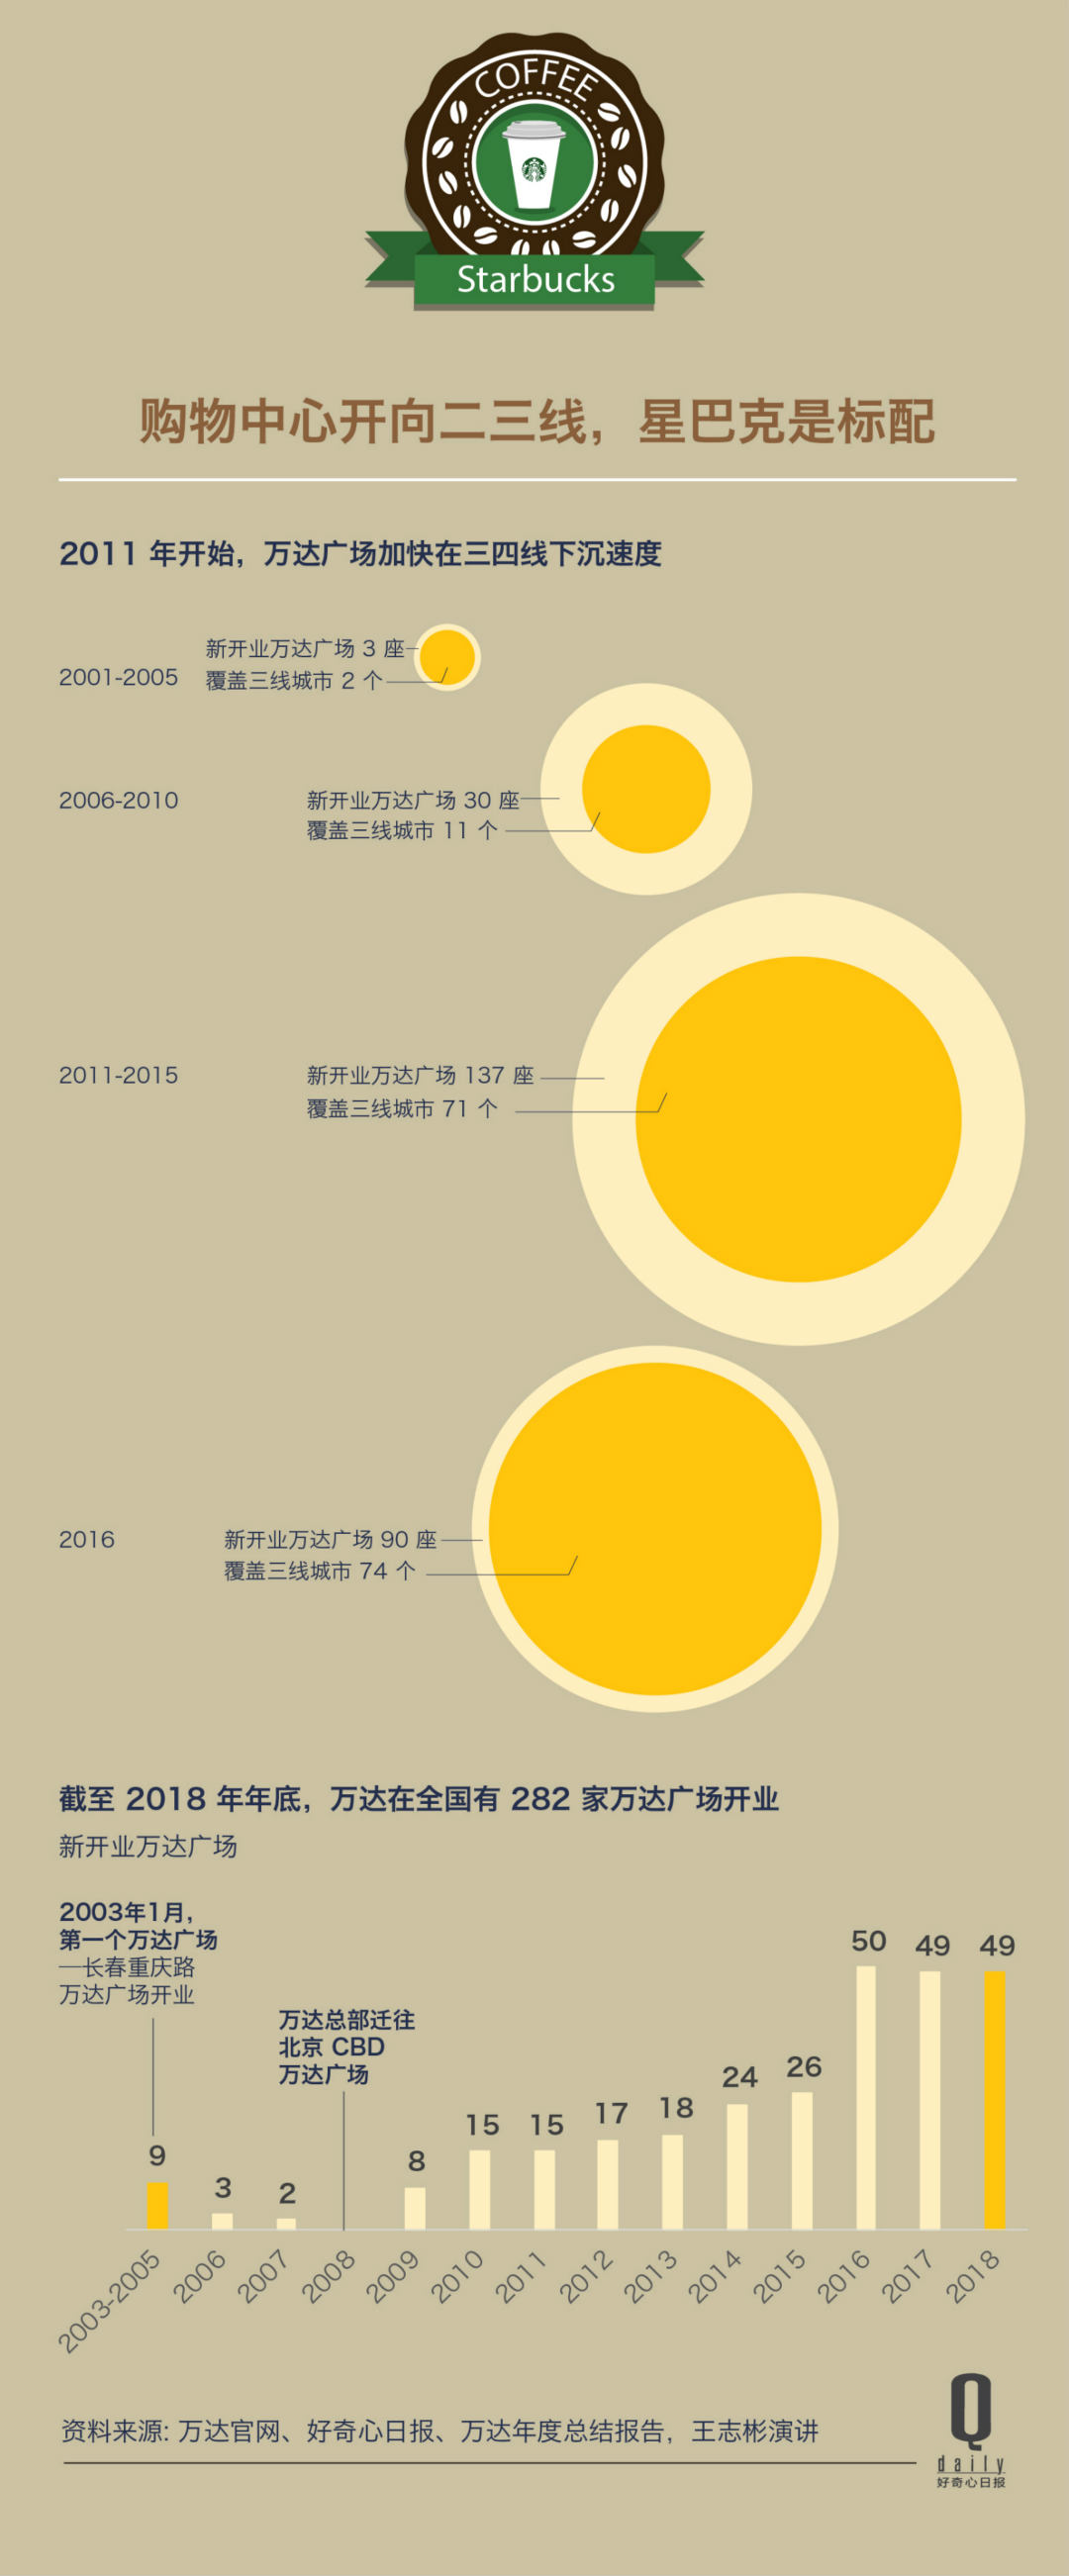 COFFEE
Starbucks
购物中心开向二三线，星巴克是标配
2011 年开始，万达广场加快在三四线下沉速度
2001-2005
新开业万达广场 3 座
覆盖三线城市 2 个
2006-2010
新开业万达广场 30 座
覆盖三线城市 11 个
2011-2015
新开业万达广场 137 座
覆盖三线城市 71 个
2016
新开业万达广场 90 座
覆盖三线城市 74 个
截至 2018 年年底，万达在全国有 282 家万达广场开业
新开业万达广场
2003年1月，
第一个万达广场
—长春重庆路
万达广场开业
万达总部迁往
北京 CBD
万达广场
9
3
2
8
15
15
17
18
24
26
50
49
49
2003-2005
2006
2007
2008
2009
2010
2011
2012
2013
2014
2015
2016
2017
2018
资料来源: 万达官网、好奇心日报、万达年度总结报告，王志彬演讲
Q
daily
好奇心日报